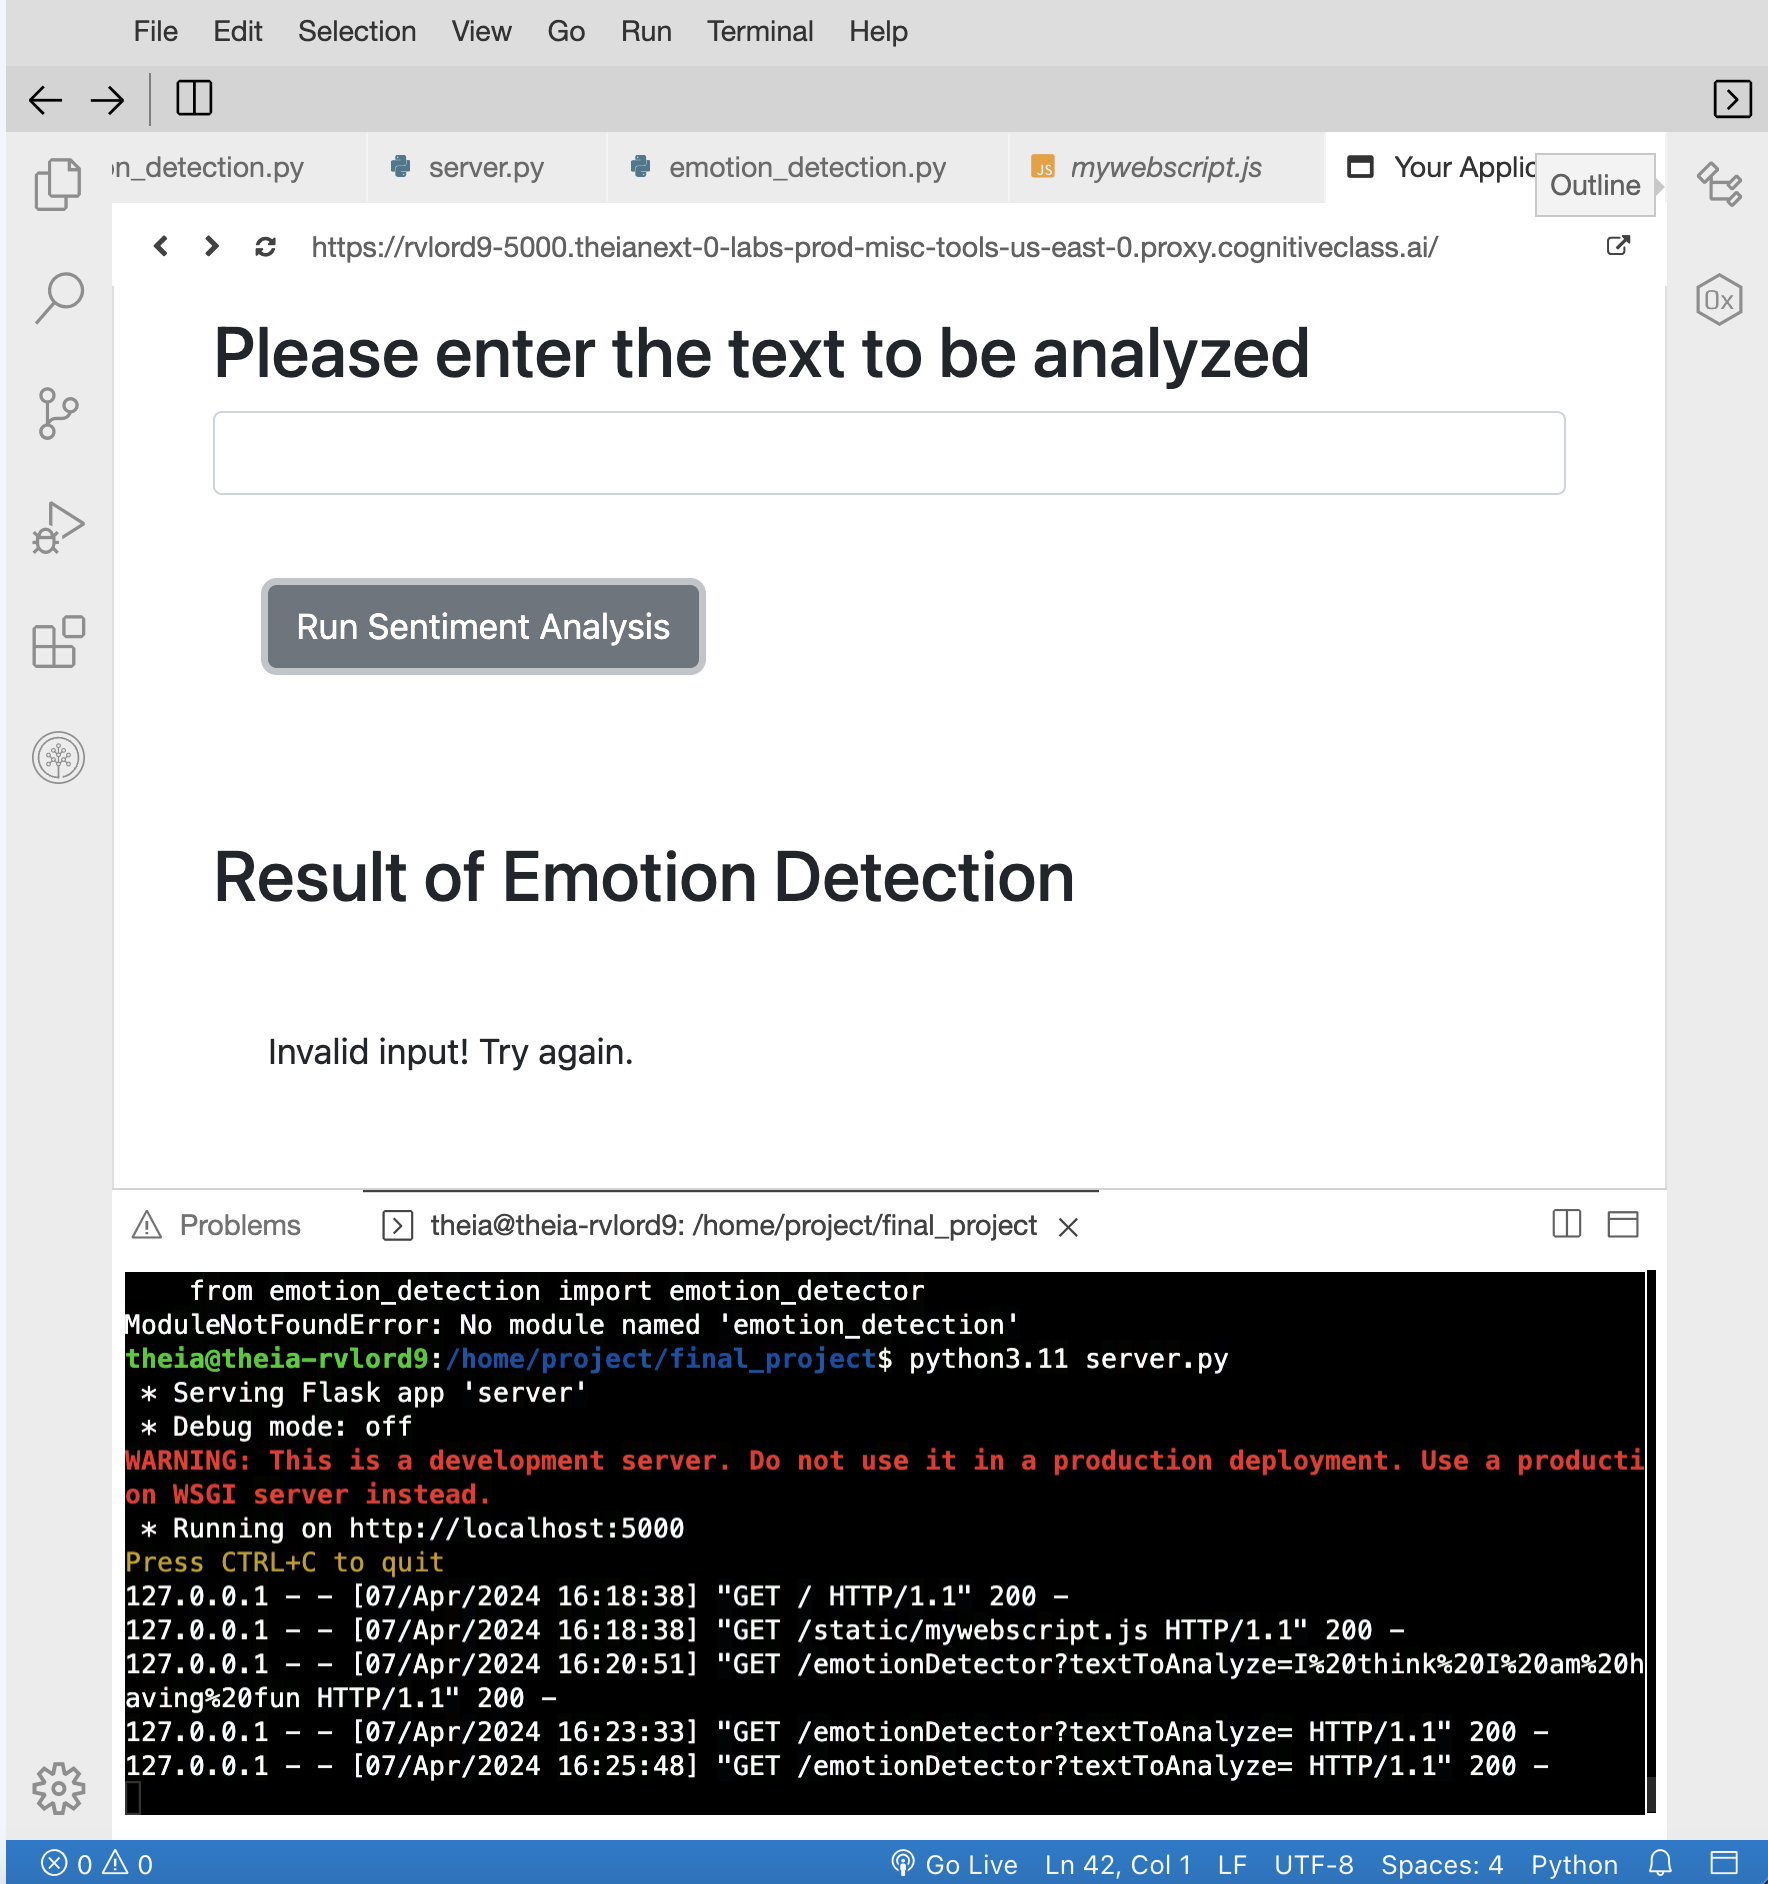 File Edit Selection View Go Run Terminal Help
n_detection.py server.py emotion_detection.py JS mywebscript.js Your Applic Outline
https://rvlord9-5000.theianext-0-labs-prod-misc-tools-us-east-0.proxy.cognitiveclass.ai/
0x
Please enter the text to be analyzed
Run Sentiment Analysis
Result of Emotion Detection
Invalid input! Try again.
Problems theia@theia-rvlord9: /home/project/final_project
from emotion_detection import emotion_detector
ModuleNotFoundError: No module named 'emotion_detection'
theia@theia-rvlord9:/home/project/final_project$ python3.11 server.py
* Serving Flask app 'server'
* Debug mode: off
WARNING: This is a development server. Do not use it in a production deployment. Use a producti
on WSGI server instead.
* Running on http://localhost:5000
Press CTRL+C to quit
127.0.0.1 - - [07/Apr/2024 16:18:38] "GET / HTTP/1.1" 200 -
127.0.0.1 - - [07/Apr/2024 16:18:38] "GET /static/mywebscript.js HTTP/1.1" 200 -
127.0.0.1 - - [07/Apr/2024 16:20:51] "GET /emotionDetector?textToAnalyze=I%20think%20I%20am%20h
aving%20fun HTTP/1.1" 200 -
127.0.0.1 - - [07/Apr/2024 16:23:33] "GET /emotionDetector?textToAnalyze= HTTP/1.1" 200 -
127.0.0.1 - - [07/Apr/2024 16:25:48] "GET /emotionDetector?textToAnalyze= HTTP/1.1" 200 -
0 0 Go Live Ln 42, Col 1 LF UTF-8 Spaces: 4 Python